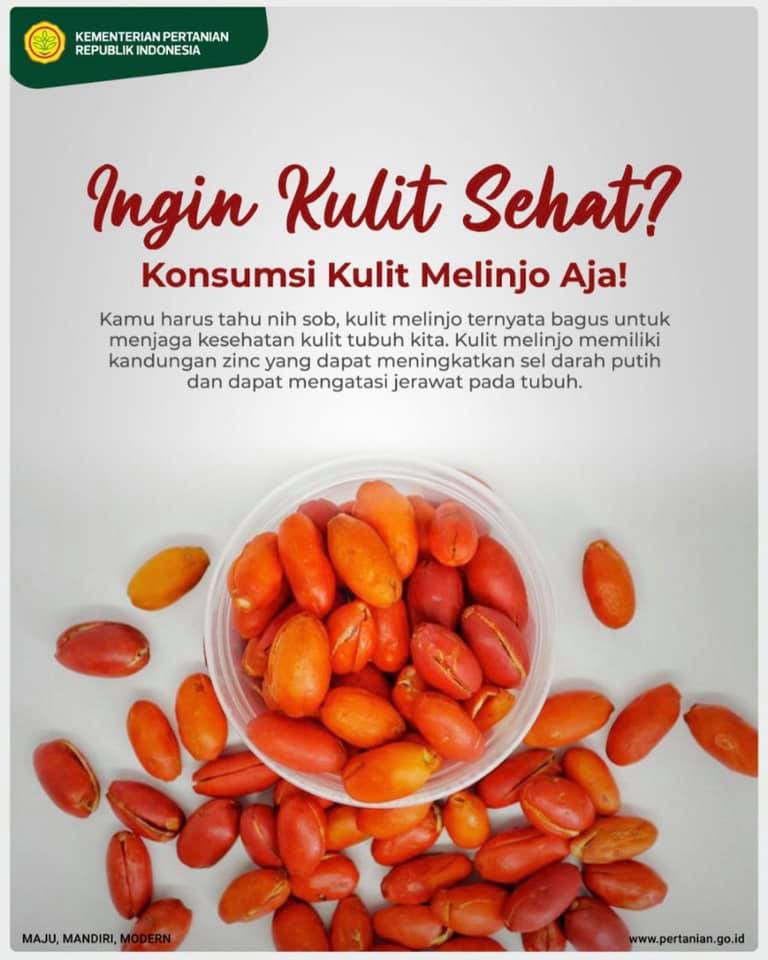 KEMENTERIAN PERTANIAN
REPUBLIK INDONESIA
Ingin Kulit Sehat?
Konsumsi Kulit Melinjo Aja!
Kamu harus tahu nih sob, kulit melinjo ternyata bagus untuk
menjaga kesehatan kulit tubuh kita. Kulit melinjo memiliki
kandungan zinc yang dapat meningkatkan sel darah putih
dan dapat mengatasi jerawat pada tubuh.
MAJU, MANDIRI, MODERN
www.pertanian.go.id